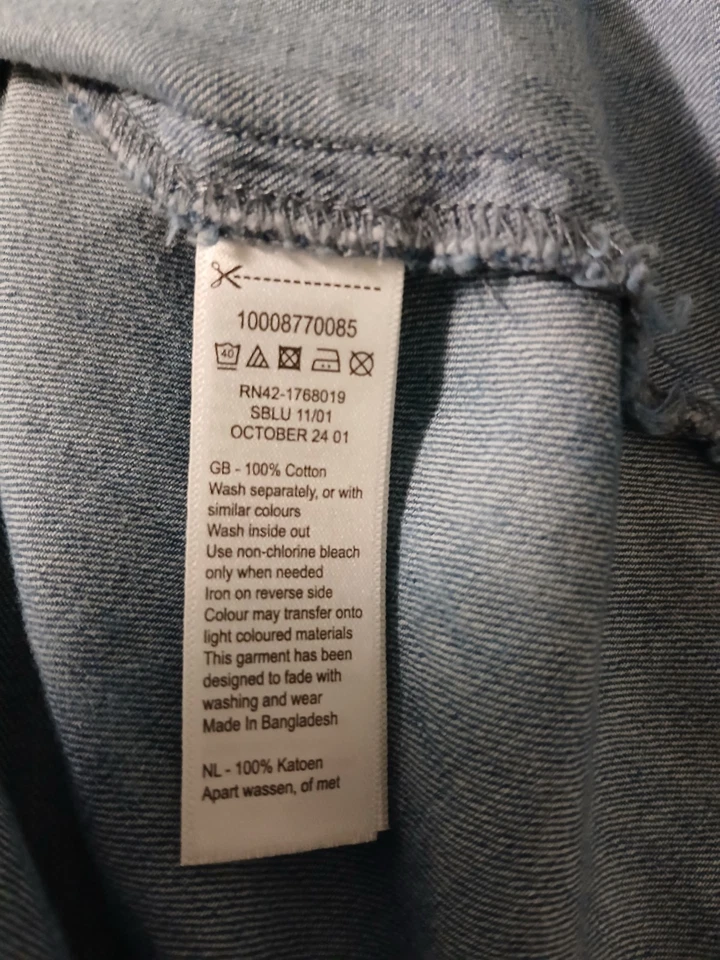 10008770085
40
RN42-1768019
SBLU 11/01
OCTOBER 24 01
GB - 100% Cotton
Wash separately, or with
similar colours
Wash inside out
Use non-chlorine bleach
only when needed
Iron on reverse side
Colour may transfer onto
light coloured materials
This garment has been
designed to fade with
washing and wear
Made In Bangladesh
NL - 100% Katoen
Apart wassen, of met